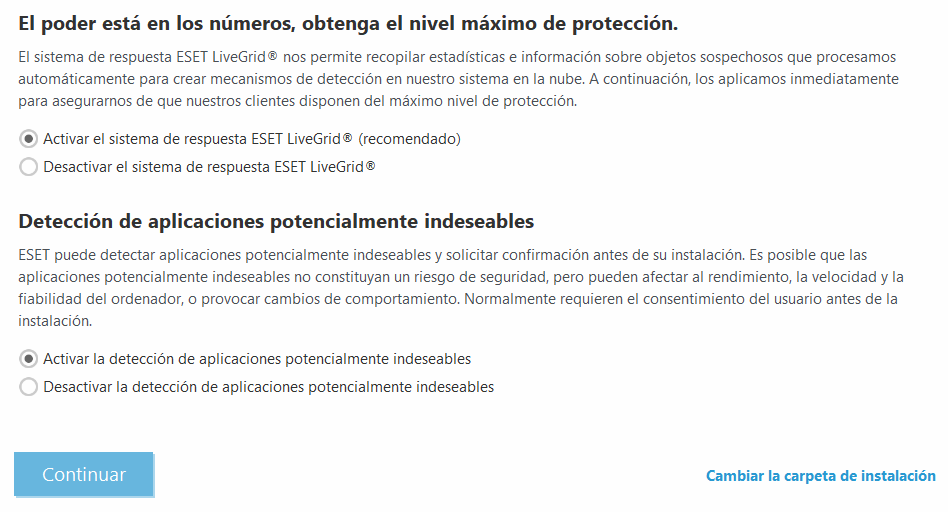 El poder está en los números, obtenga el nivel máximo de protección.
El sistema de respuesta ESET LiveGrid® nos permite recopilar estadísticas e información sobre objetos sospechosos que procesamos
automáticamente para crear mecanismos de detección en nuestro sistema en la nube. A continuación, los aplicamos inmediatamente
para asegurarnos de que nuestros clientes disponen del máximo nivel de protección.
Activar el sistema de respuesta ESET LiveGrid® (recomendado)
Desactivar el sistema de respuesta ESET LiveGrid®
Detección de aplicaciones potencialmente indeseables
ESET puede detectar aplicaciones potencialmente indeseables y solicitar confirmación antes de su instalación. Es posible que las
aplicaciones potencialmente indeseables no constituyan un riesgo de seguridad, pero pueden afectar al rendimiento, la velocidad y la
fiabilidad del ordenador, o provocar cambios de comportamiento. Normalmente requieren el consentimiento del usuario antes de la
instalación.
Activar la detección de aplicaciones potencialmente indeseables
Desactivar la detección de aplicaciones potencialmente indeseables
Continuar
Cambiar la carpeta de instalación